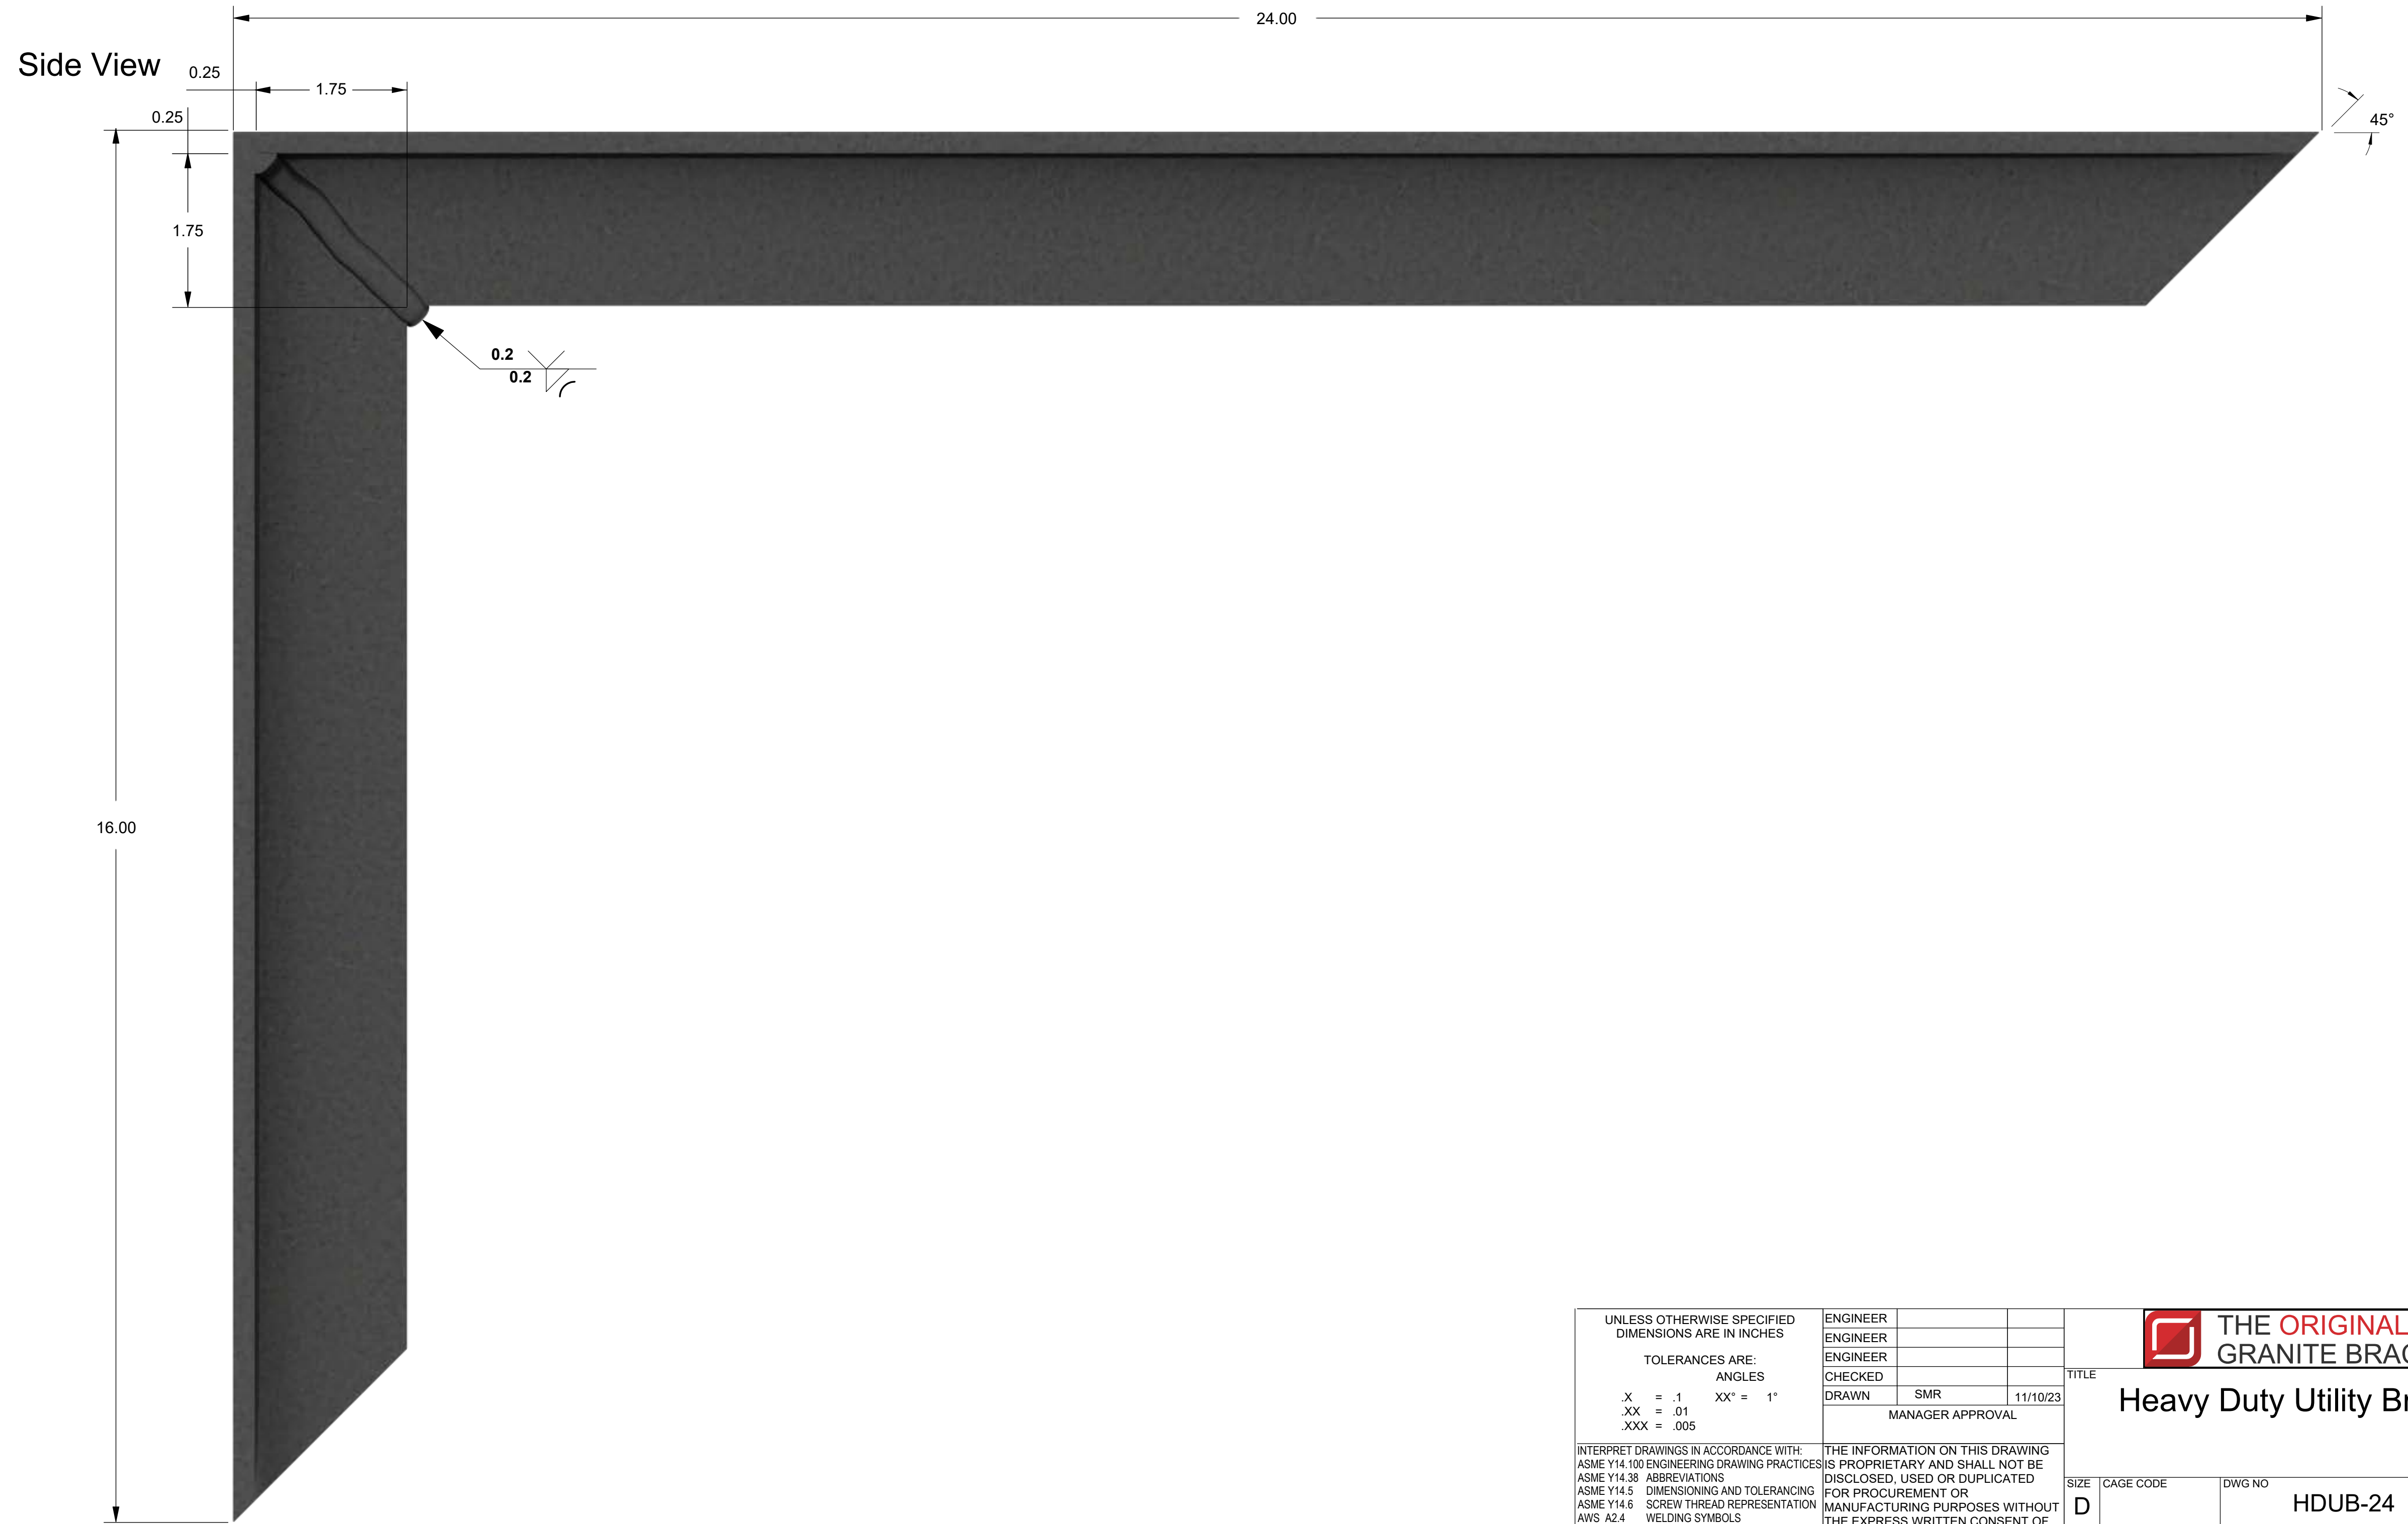 24.00
Side View
0.25
1.75
0.25
45°
1.75
0.2
0.2
16.00
UNLESS OTHERWISE SPECIFIED
DIMENSIONS ARE IN INCHES
TOLERANCES ARE:
ANGLES
.X = .1 XX° = 1°
.XX = .01
.XXX = .005
INTERPRET DRAWINGS IN ACCORDANCE WITH:
ASME Y14.100 ENGINEERING DRAWING PRACTICES
ASME Y14.38 ABBREVIATIONS
ASME Y14.5 DIMENSIONING AND TOLERANCING
ASME Y14.6 SCREW THREAD REPRESENTATION
AWS A2.4 WELDING SYMBOLS
ENGINEER
ENGINEER
ENGINEER
CHECKED
DRAWN SMR 11/10/23
MANAGER APPROVAL
THE INFORMATION ON THIS DRAWING
IS PROPRIETARY AND SHALL NOT BE
DISCLOSED, USED OR DUPLICATED
FOR PROCUREMENT OR
MANUFACTURING PURPOSES WITHOUT
THE EXPRESS WRITTEN CONSENT OF
THE ORIGINAL
GRANITE
TITLE
Heavy Duty Utility
SIZE CAGE CODE DWG NO
D HDUB-24